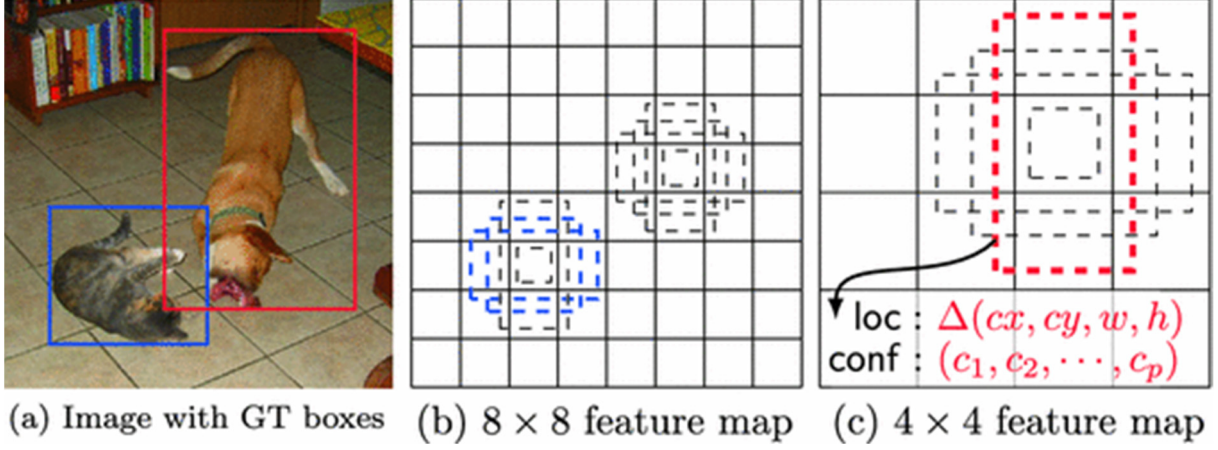 loc : Δ(cx, cy, w, h)
conf : (c₁, c₂, ⋯, cₚ)
(a) Image with GT boxes
(b) 8 × 8 feature map
(c) 4 × 4 feature map